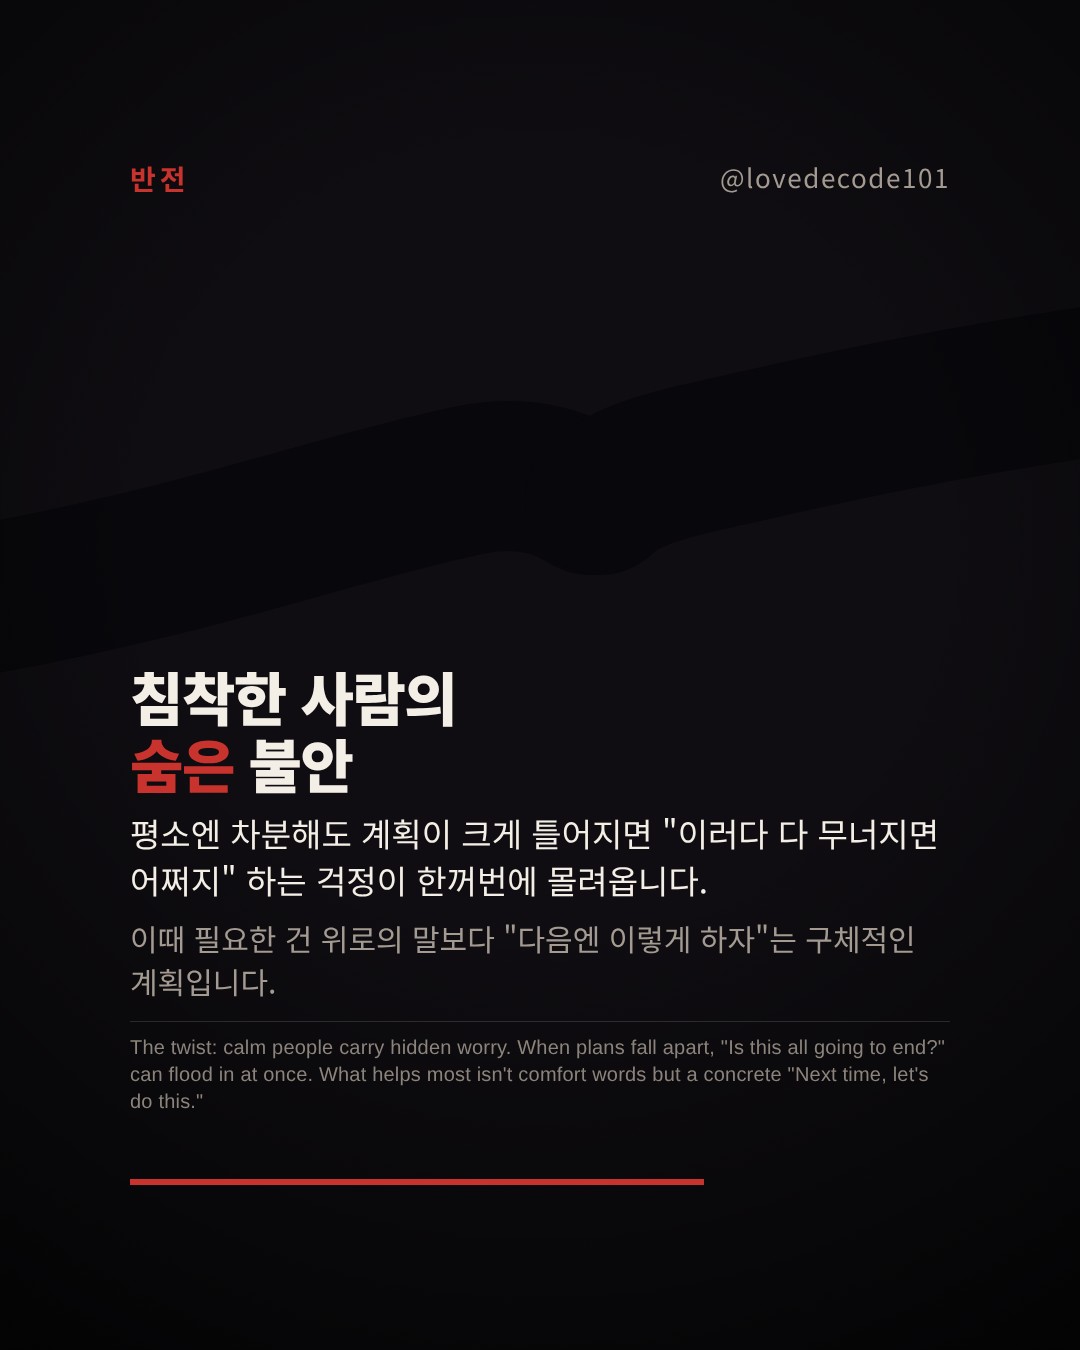 반전
@lovedecode101
침착한 사람의
숨은 불안
평소엔 차분해도 계획이 크게 틀어지면 "이러다 다 무너지면
어쩌지" 하는 걱정이 한꺼번에 몰려옵니다.
이때 필요한 건 위로의 말보다 "다음엔 이렇게 하자"는 구체적인
계획입니다.
The twist: calm people carry hidden worry. When plans fall apart, "Is this all going to end?"
can flood in at once. What helps most isn't comfort words but a concrete "Next time, let's
do this."